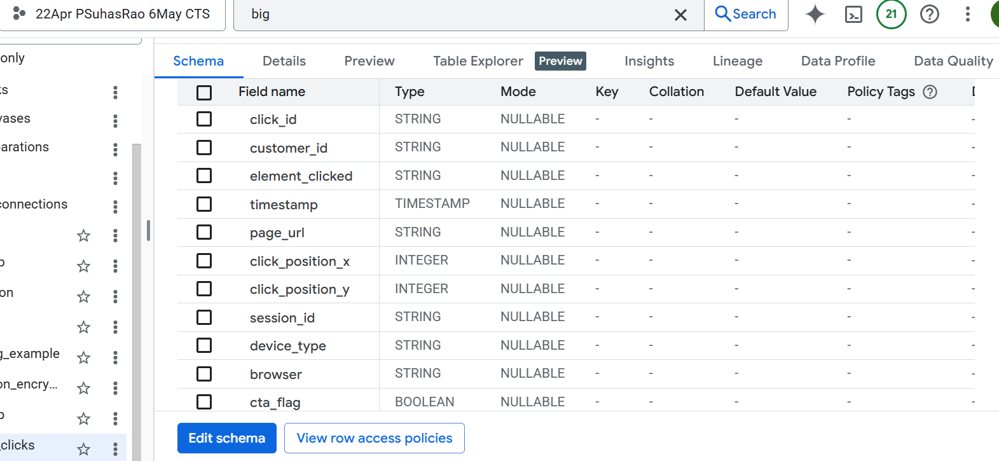 22Apr PSuhasRao 6May CTS
big
Search
21
only
Schema
Details
Preview
Table Explorer
Preview
Insights
Lineage
Data Profile
Data Quality
Field name
Type
Mode
Key
Collation
Default Value
Policy Tags
click_id STRING NULLABLE - - - - -
customer_id STRING NULLABLE - - - - -
element_clicked STRING NULLABLE - - - - -
timestamp TIMESTAMP NULLABLE - - - - -
page_url STRING NULLABLE - - - - -
click_position_x INTEGER NULLABLE - - - - -
click_position_y INTEGER NULLABLE - - - - -
session_id STRING NULLABLE - - - - -
device_type STRING NULLABLE - - - - -
browser STRING NULLABLE - - - - -
cta_flag BOOLEAN NULLABLE - - - - -
s
vases
arations
connections
on
g_example
on_encry...
_clicks
Edit schema
View row access policies